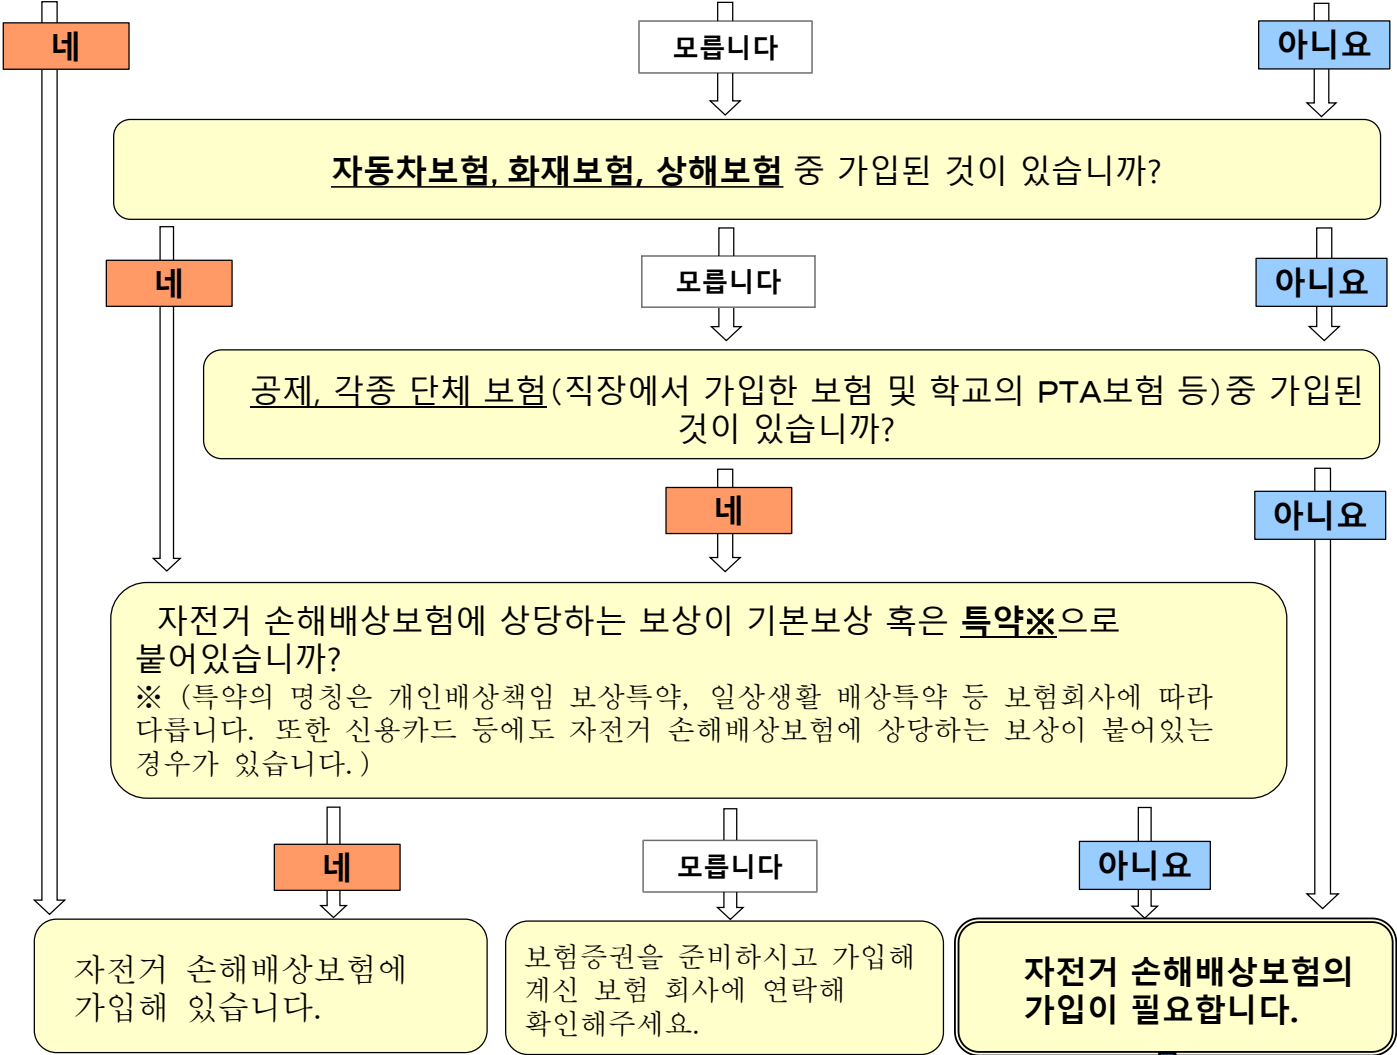 네
모릅니다
아니요
자동차보험, 화재보험, 상해보험 중 가입된 것이 있습니까?
네
모릅니다
아니요
공제, 각종 단체 보험(직장에서 가입한 보험 및 학교의 PTA보험 등)중 가입된
것이 있습니까?
네
아니요
자전거 손해배상보험에 상당하는 보상이 기본보상 혹은 특약※으로
붙어있습니까?
※ (특약의 명칭은 개인배상책임 보상특약, 일상생활 배상특약 등 보험회사에 따라
다릅니다. 또한 신용카드 등에도 자전거 손해배상보험에 상당하는 보상이 붙어있는
경우가 있습니다.)
네
모릅니다
아니요
자전거 손해배상보험에
가입해 있습니다.
보험증권을 준비하시고 가입해
계신 보험 회사에 연락해
확인해주세요.
자전거 손해배상보험의
가입이 필요합니다.